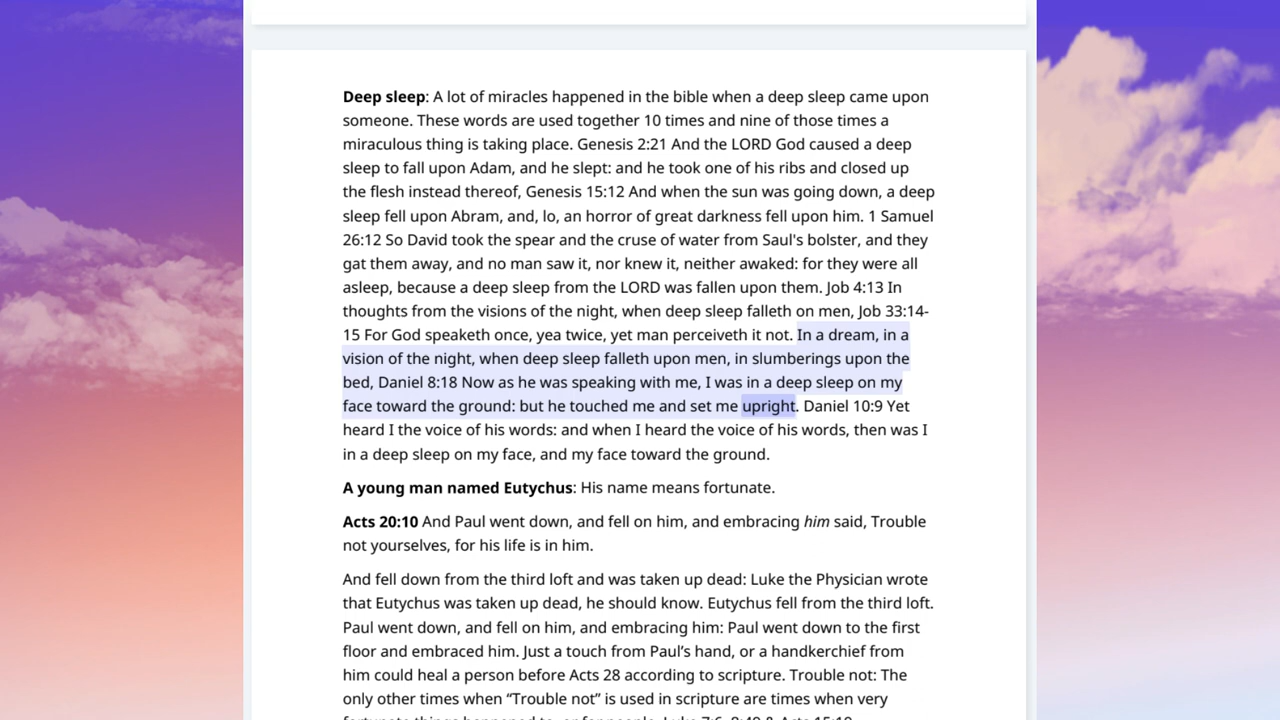 Deep sleep: A lot of miracles happened in the bible when a deep sleep came upon
someone. These words are used together 10 times and nine of those times a
miraculous thing is taking place. Genesis 2:21 And the LORD God caused a deep
sleep to fall upon Adam, and he slept: and he took one of his ribs and closed up
the flesh instead thereof, Genesis 15:12 And when the sun was going down, a deep
sleep fell upon Abram, and, lo, an horror of great darkness fell upon him. 1 Samuel
26:12 So David took the spear and the cruse of water from Saul's bolster, and they
gat them away, and no man saw it, nor knew it, neither awaked: for they were all
asleep, because a deep sleep from the LORD was fallen upon them. Job 4:13 In
thoughts from the visions of the night, when deep sleep falleth on men, Job 33:14-
15 For God speaketh once, yea twice, yet man perceiveth it not. In a dream, in a
vision of the night, when deep sleep falleth upon men, in slumberings upon the
bed, Daniel 8:18 Now as he was speaking with me, I was in a deep sleep on my
face toward the ground: but he touched me and set me upright. Daniel 10:9 Yet
heard I the voice of his words: and when I heard the voice of his words, then was I
in a deep sleep on my face, and my face toward the ground.
A young man named Eutychus: His name means fortunate.
Acts 20:10 And Paul went down, and fell on him, and embracing him said, Trouble
not yourselves, for his life is in him.
And fell down from the third loft and was taken up dead: Luke the Physician wrote
that Eutychus was taken up dead, he should know. Eutychus fell from the third loft.
Paul went down, and fell on him, and embracing him: Paul went down to the first
floor and embraced him. Just a touch from Paul’s hand, or a handkerchief from
him could heal a person before Acts 28 according to scripture. Trouble not: The
only other times when “Trouble not” is used in scripture are times when very